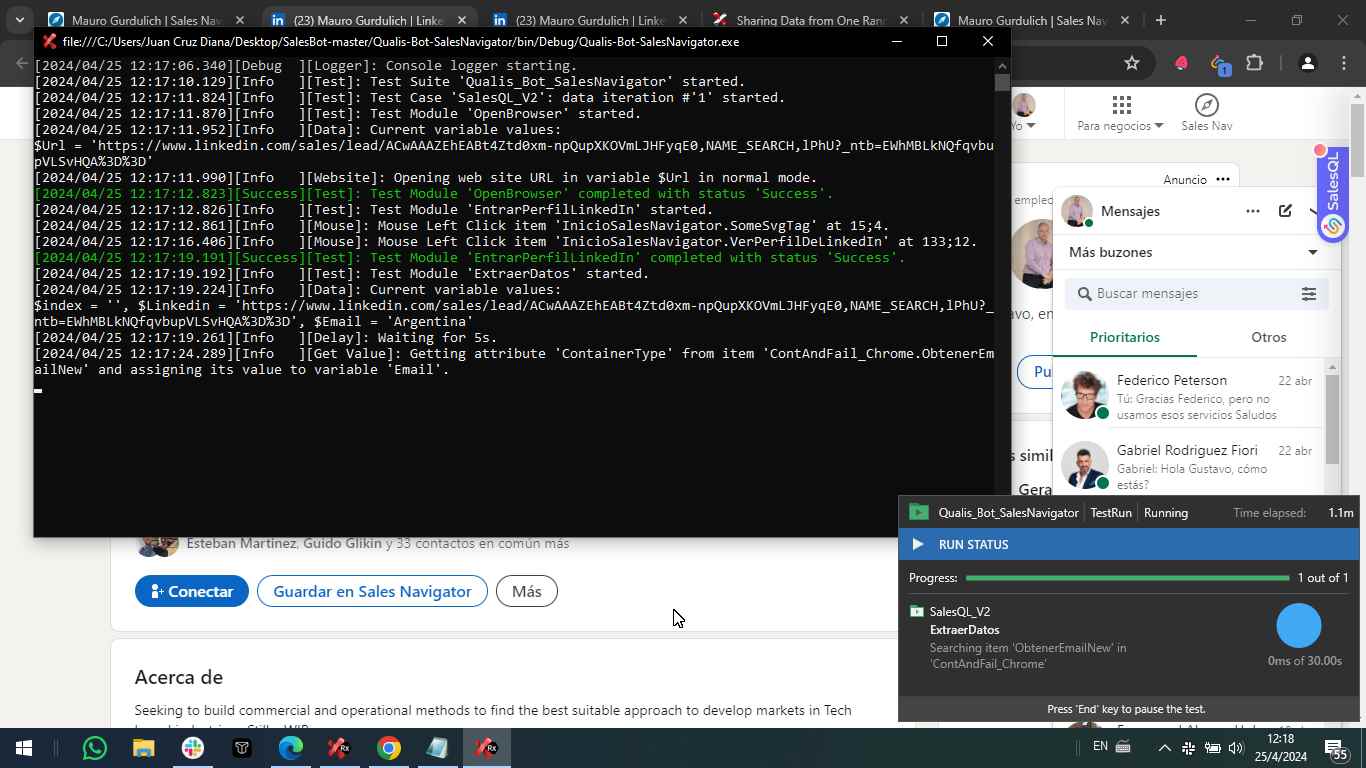 Mauro Gurdulich | Sales Nav
(23) Mauro Gurdulich | Linke
(23) Mauro Gurdulich | Linke
Sharing Data from One Rand
Mauro Gurdulich | Sales Nav
file:///C:/Users/Juan Cruz Diana/Desktop/SalesBot-master/Qualis-Bot-SalesNavigator/bin/Debug/Qualis-Bot-SalesNavigator.exe
[2024/04/25 12:17:06.340][Debug  ][Logger]: Console logger starting.
[2024/04/25 12:17:10.129][Info   ][Test]: Test Suite 'Qualis_Bot_SalesNavigator' started.
[2024/04/25 12:17:11.824][Info   ][Test]: Test Case 'SalesQL_V2': data iteration #'1' started.
[2024/04/25 12:17:11.870][Info   ][Test]: Test Module 'OpenBrowser' started.
[2024/04/25 12:17:11.952][Info   ][Data]: Current variable values:
$Url = 'https://www.linkedin.com/sales/lead/ACwAAAZEhEABt4Ztd0xm-npQupXKOVmLJHFyqE0,NAME_SEARCH,lPhU?_ntb=EWhMBLkNQfqvbu
pVLSvHQA%3D%3D'
[2024/04/25 12:17:11.990][Info   ][Website]: Opening web site URL in variable $Url in normal mode.
[2024/04/25 12:17:12.823][Success][Test]: Test Module 'OpenBrowser' completed with status 'Success'.
[2024/04/25 12:17:12.826][Info   ][Test]: Test Module 'EntrarPerfilLinkedIn' started.
[2024/04/25 12:17:12.861][Info   ][Mouse]: Mouse Left Click item 'InicioSalesNavigator.SomeSvgTag' at 15;4.
[2024/04/25 12:17:16.406][Info   ][Mouse]: Mouse Left Click item 'InicioSalesNavigator.VerPerfilDeLinkedIn' at 133;12.
[2024/04/25 12:17:19.191][Success][Test]: Test Module 'EntrarPerfilLinkedIn' completed with status 'Success'.
[2024/04/25 12:17:19.192][Info   ][Test]: Test Module 'ExtraerDatos' started.
[2024/04/25 12:17:19.224][Info   ][Data]: Current variable values:
$index = '', $Linkedin = 'https://www.linkedin.com/sales/lead/ACwAAAZEhEABt4Ztd0xm-npQupXKOVmLJHFyqE0,NAME_SEARCH,lPhU?_
ntb=EWhMBLkNQfqvbupVLSvHQA%3D%3D', $Email = 'Argentina'
[2024/04/25 12:17:19.261][Info   ][Delay]: Waiting for 5s.
[2024/04/25 12:17:24.289][Info   ][Get Value]: Getting attribute 'ContainerType' from item 'ContAndFail_Chrome.ObtenerEm
ailNew' and assigning its value to variable 'Email'.
1
Yo
Para negocios
Sales Nav
Anuncio
SalesQL
Mensajes
Más buzones
Buscar mensajes
Prioritarios
Otros
Federico Peterson 22 abr
Tú: Gracias Federico, pero no
usamos esos servicios Saludos
Gabriel Rodriguez Fiori 22 abr
Gabriel: Hola Gustavo, cómo
estás?
Esteban Martinez, Guido Glikin y 33 contactos en común más
Conectar
Guardar en Sales Navigator
Más
Acerca de
Seeking to build commercial and operational methods to find the best suitable approach to develop markets in Tech
Qualis_Bot_SalesNavigator
TestRun
Running
Time elapsed: 1.1m
RUN STATUS
Progress: 1 out of 1
SalesQL_V2
ExtraerDatos
Searching item 'ObtenerEmailNew' in
'ContAndFail_Chrome'
0ms of 30.00s
Press 'End' key to pause the test.
EN
12:18
25/4/2024
55